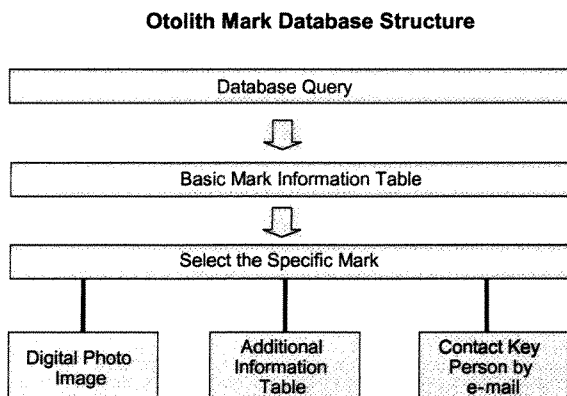 Otolith Mark Database Structure
Database Query
Basic Mark Information Table
Select the Specific Mark
Digital Photo
Image
Additional
Information
Table
Contact Key
Person by
e-mail